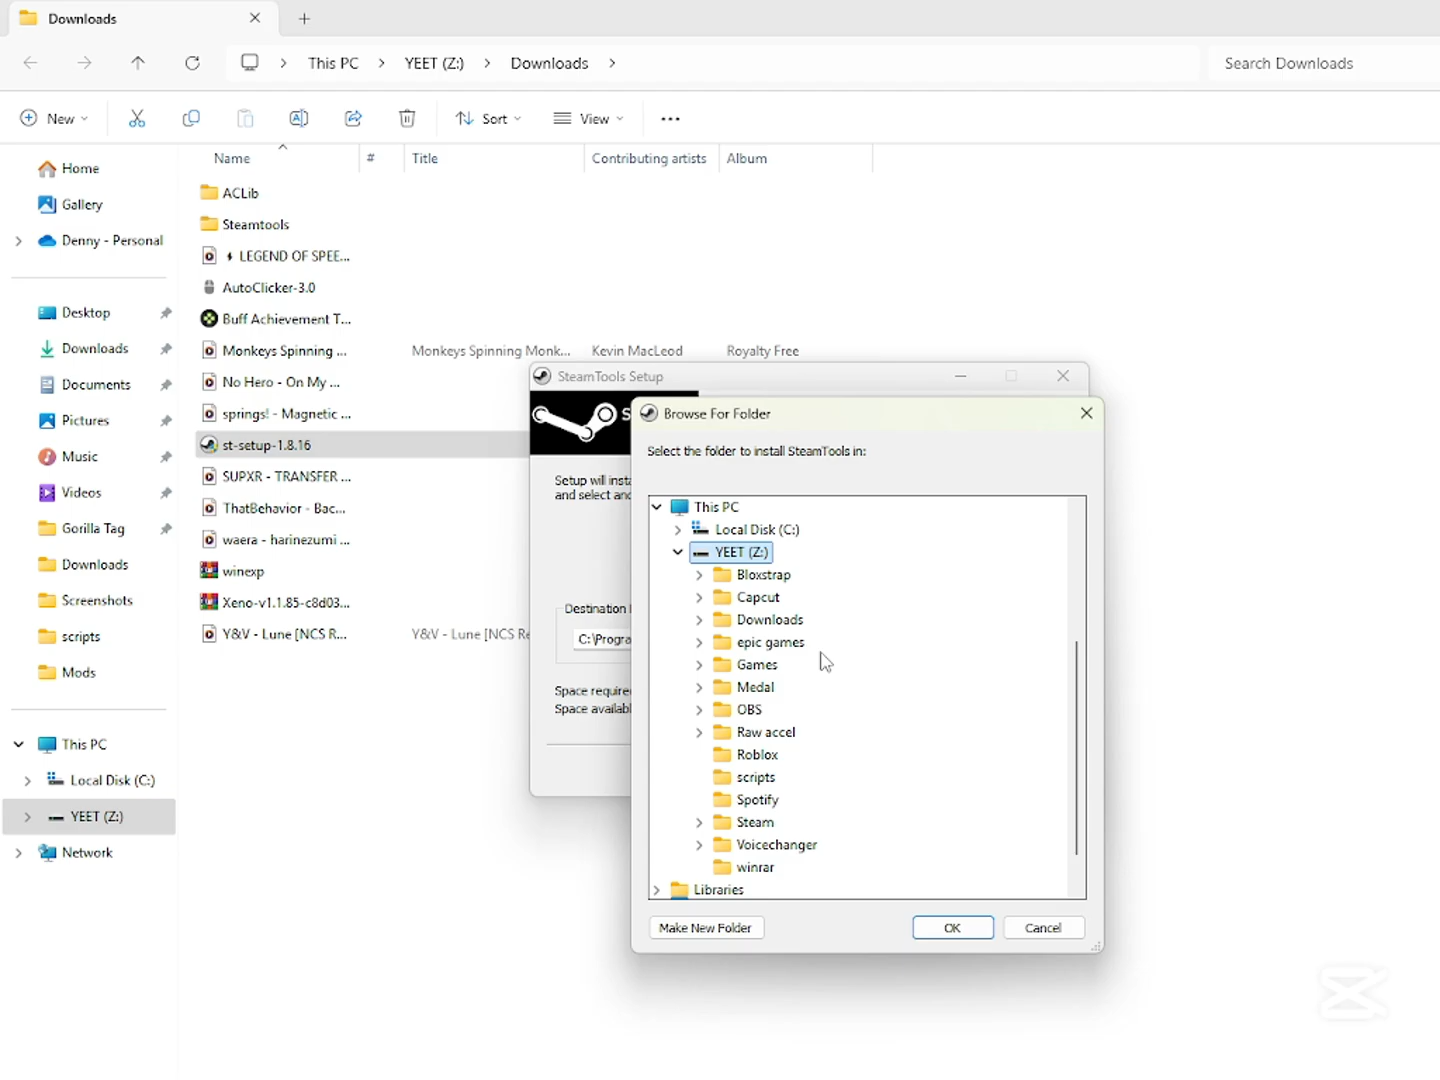 Downloads
This PC
YEET (Z:)
Downloads
Search Downloads
New
Sort
View
Name
#
Title
Contributing artists
Album
Home
Gallery
Denny - Personal
Desktop
Downloads
Documents
Pictures
Music
Videos
Gorilla Tag
Downloads
Screenshots
scripts
Mods
This PC
Local Disk (C:)
YEET (Z:)
Network
ACLib
Steamtools
LEGEND OF SPEE...
AutoClicker-3.0
Buff Achievement T...
Monkeys Spinning ... Monkeys Spinning Monk... Kevin MacLeod Royalty Free
No Hero - On My ...
springs! - Magnetic ...
st-setup-1.8.16
SUPXR - TRANSFER ...
ThatBehavior - Bac...
waera - harinezumi ...
winexp
Xeno-v1.1.85-c8d03...
Y&V - Lune [NCS R... Y&V - Lune [NCS Re
SteamTools Setup
S
Setup will insta
and select and
Destination
C:\Progra
Space require
Space availab
Browse For Folder
Select the folder to install SteamTools in:
This PC
Local Disk (C:)
YEET (Z:)
Bloxstrap
Capcut
Downloads
epic games
Games
Medal
OBS
Raw accel
Roblox
scripts
Spotify
Steam
Voicechanger
winrar
Libraries
Make New Folder
OK
Cancel